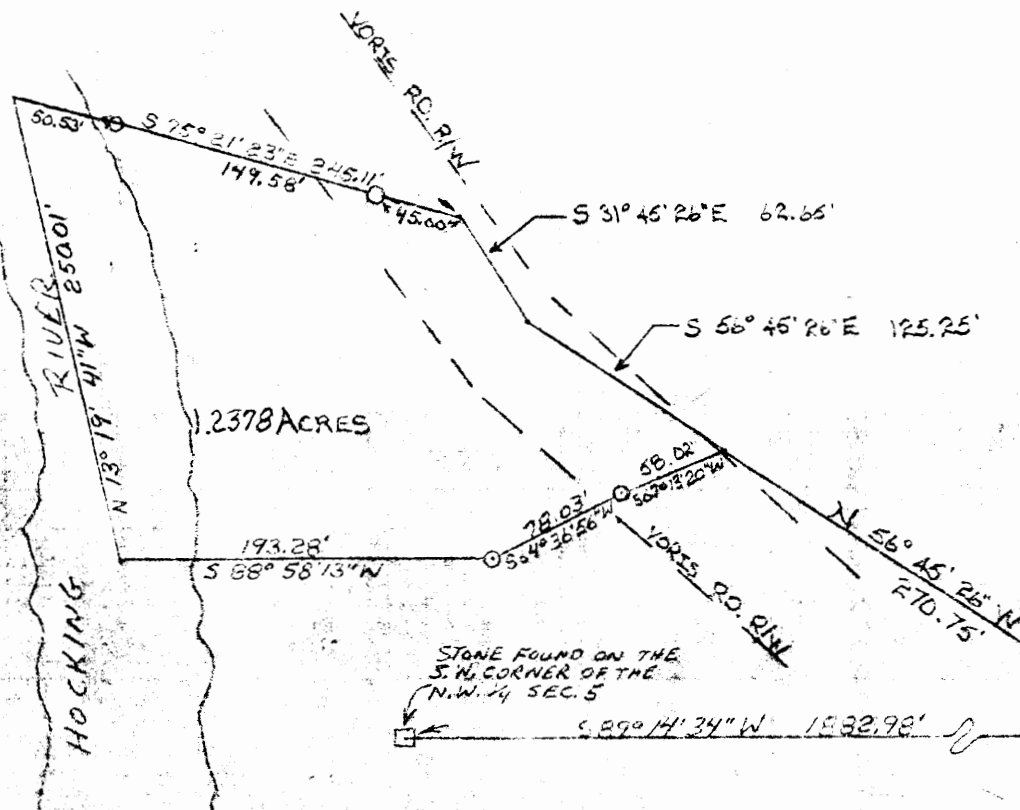 VORIS RD. R/W
50.53'
S 75° 21' 23" E 245.11'
149.58'
45.00'
S 31° 45' 26" E 62.65'
S 56° 45' 26" E 125.25'
N 13° 19' 41" W 250.01'
HOCKING RIVER
1.2378 ACRES
58.02'
S 67° 13' 20" W
78.03'
S 64° 36' 56" W
193.28'
S 88° 58' 13" W
VORIS RD. R/W
N 56° 45' 26" W
270.75'
STONE FOUND ON THE
S.W. CORNER OF THE
N.W. 1/4 SEC. 5
S 89° 14' 34" W 1882.98'